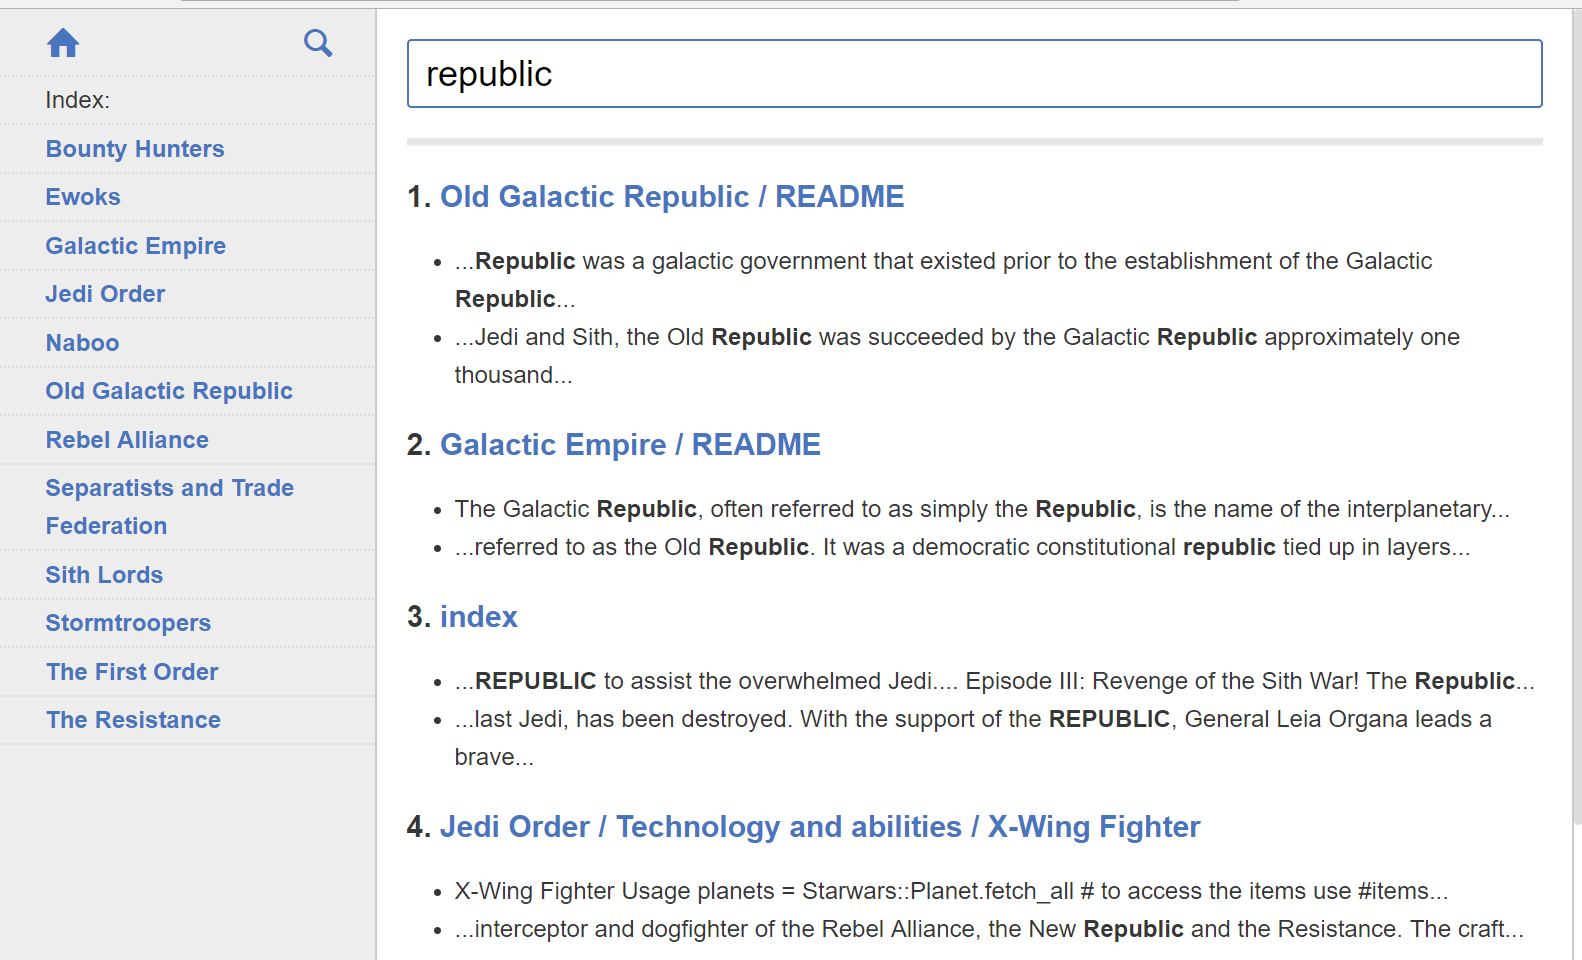 Index:
Bounty Hunters
Ewoks
Galactic Empire
Jedi Order
Naboo
Old Galactic Republic
Rebel Alliance
Separatists and Trade
Federation
Sith Lords
Stormtroopers
The First Order
The Resistance
republic
1. Old Galactic Republic / README
...Republic was a galactic government that existed prior to the establishment of the Galactic
Republic...
...Jedi and Sith, the Old Republic was succeeded by the Galactic Republic approximately one
thousand...
2. Galactic Empire / README
The Galactic Republic, often referred to as simply the Republic, is the name of the interplanetary...
...referred to as the Old Republic. It was a democratic constitutional republic tied up in layers...
3. index
...REPUBLIC to assist the overwhelmed Jedi.... Episode III: Revenge of the Sith War! The Republic...
...last Jedi, has been destroyed. With the support of the REPUBLIC, General Leia Organa leads a
brave...
4. Jedi Order / Technology and abilities / X-Wing Fighter
X-Wing Fighter Usage planets = Starwars::Planet.fetch_all # to access the items use #items...
...interceptor and dogfighter of the Rebel Alliance, the New Republic and the Resistance. The craft...